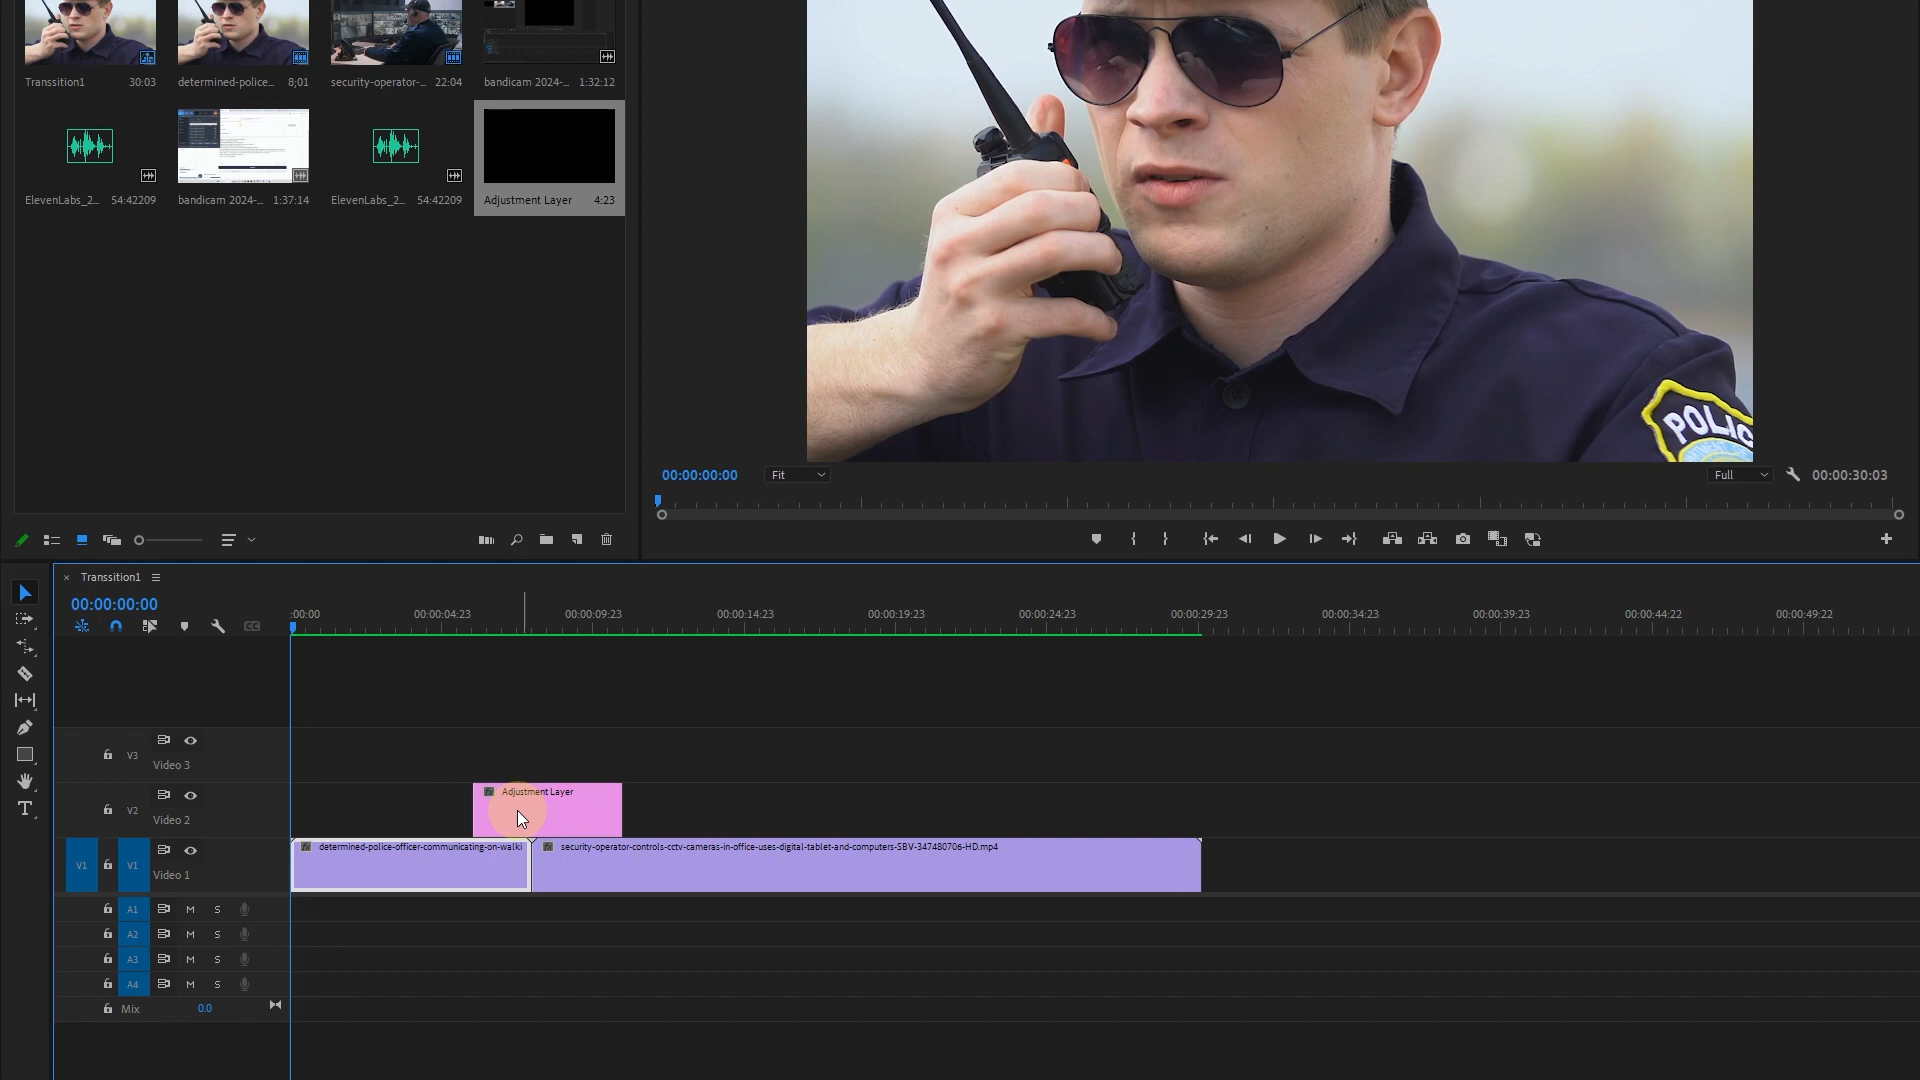 Transsition1 30:03
determined-police... 8;01
security-operator-... 22:04
bandicam 2024-... 1:32:12
ElevenLabs_2... 54:42209
bandicam 2024-... 1:37:14
ElevenLabs_2... 54:42209
Adjustment Layer 4:23
POLIC
00:00:00:00
Fit
Full
00:00:30:03
× Transsition1
00:00:00:00
:00:00
00:00:04:23
00:00:09:23
00:00:14:23
00:00:19:23
00:00:24:23
00:00:29:23
00:00:34:23
00:00:39:23
00:00:44:22
00:00:49:22
V3
Video 3
V2
Video 2
Adjustment Layer
V1 V1
Video 1
determined-police-officer-communicating-on-walki
security-operator-controls-cctv-cameras-in-office-uses-digital-tablet-and-computers-SBV-347480706-HD.mp4
A1 M S
A2 M S
A3 M S
A4 M S
Mix 0.0
T